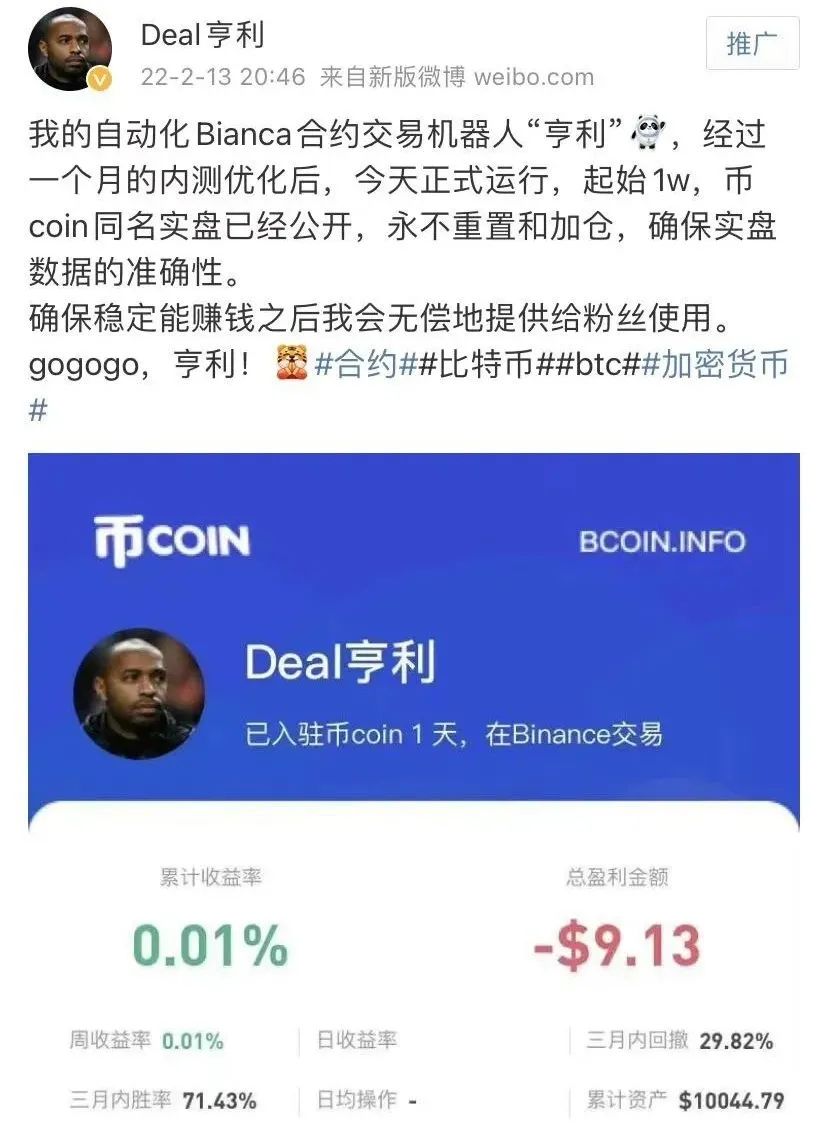 Deal亨利
推广
22-2-13 20:46 来自新版微博 weibo.com
我的自动化Bianca合约交易机器人“亨利”🐼，经过
一个月的内测优化后，今天正式运行，起始1w，币
coin同名实盘已经公开，永不重置和加仓，确保实盘
数据的准确性。
确保稳定能赚钱之后我会无偿地提供给粉丝使用。
gogogo，亨利！🐯#合约##比特币##btc##加密货币
#
币COIN
BCOIN.INFO
Deal亨利
已入驻币coin 1 天，在Binance交易
累计收益率 总盈利金额
0.01% -$9.13
周收益率 0.01% 日收益率 三月内回撤 29.82%
三月内胜率 71.43% 日均操作 - 累计资产 $10044.79